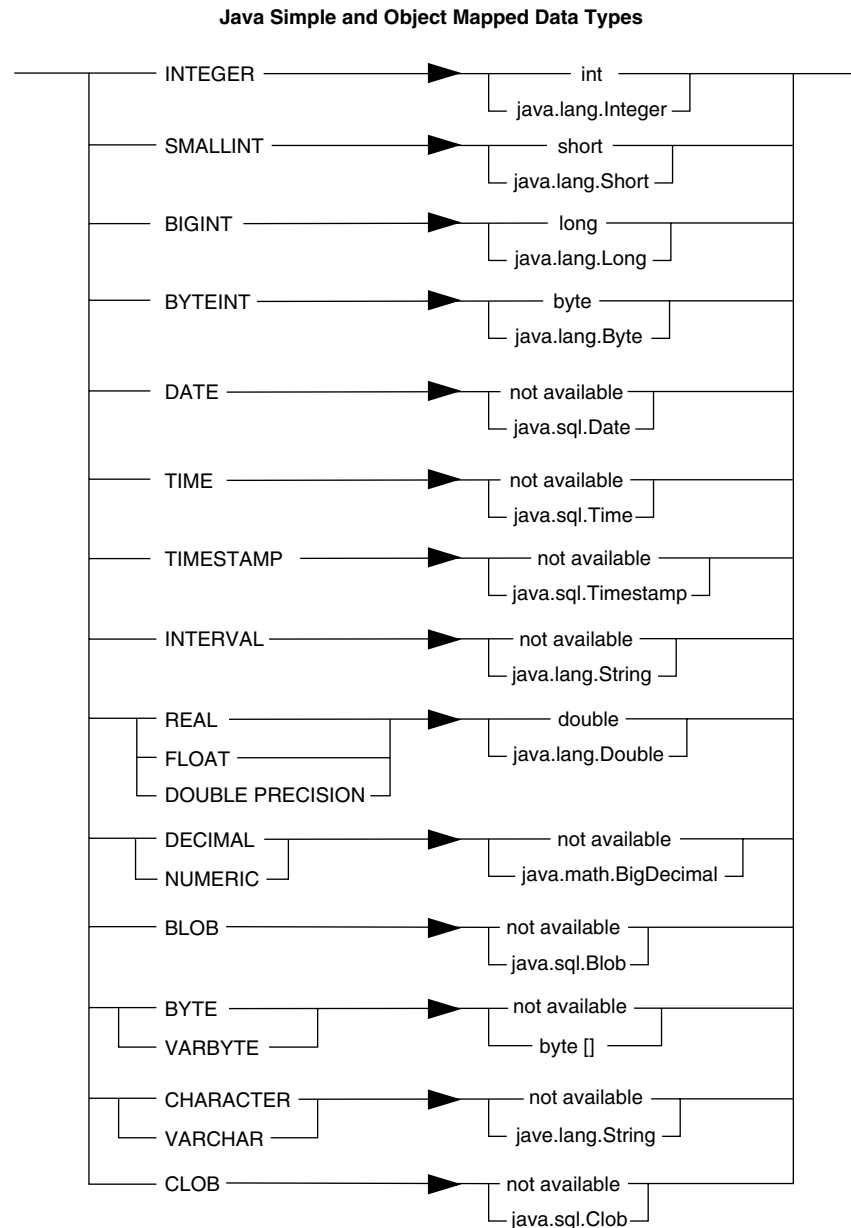 Java Simple and Object Mapped Data Types
INTEGER
int
java.lang.Integer
SMALLINT
short
java.lang.Short
BIGINT
long
java.lang.Long
BYTEINT
byte
java.lang.Byte
DATE
not available
java.sql.Date
TIME
not available
java.sql.Time
TIMESTAMP
not available
java.sql.Timestamp
INTERVAL
not available
java.lang.String
REAL
double
FLOAT
java.lang.Double
DOUBLE PRECISION
DECIMAL
not available
NUMERIC
java.math.BigDecimal
BLOB
not available
java.sql.Blob
BYTE
not available
VARBYTE
byte []
CHARACTER
not available
VARCHAR
jave.lang.String
CLOB
not available
java.sql.Clob